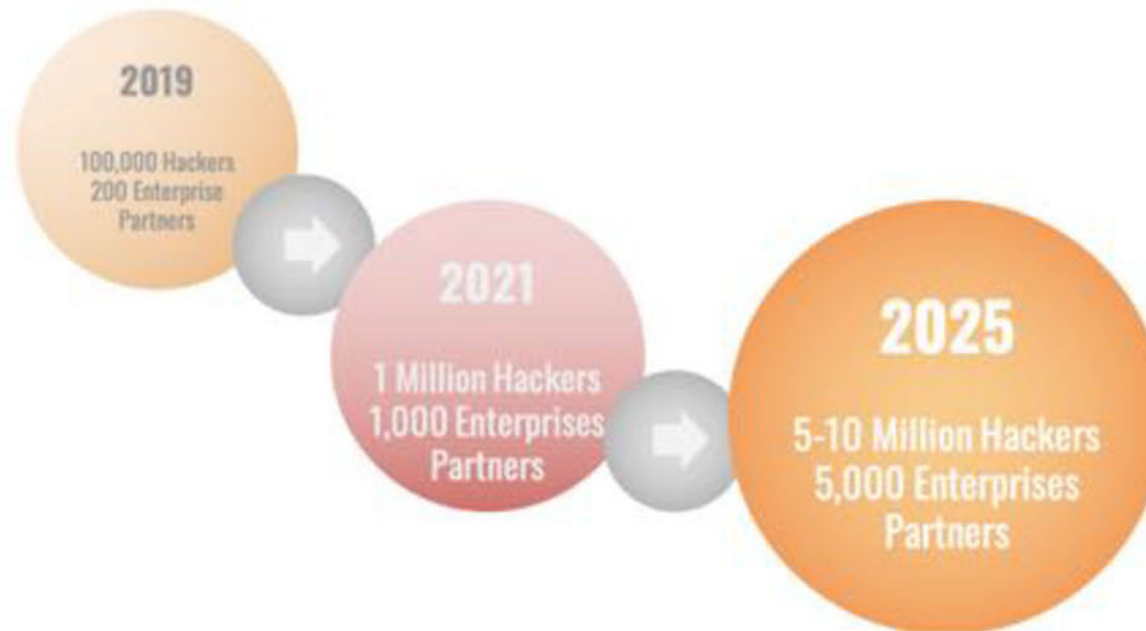 2019
100,000 Hackers
200 Enterprise
Partners
2021
1 Million Hackers
1,000 Enterprises
Partners
2025
5-10 Million Hackers
5,000 Enterprises
Partners